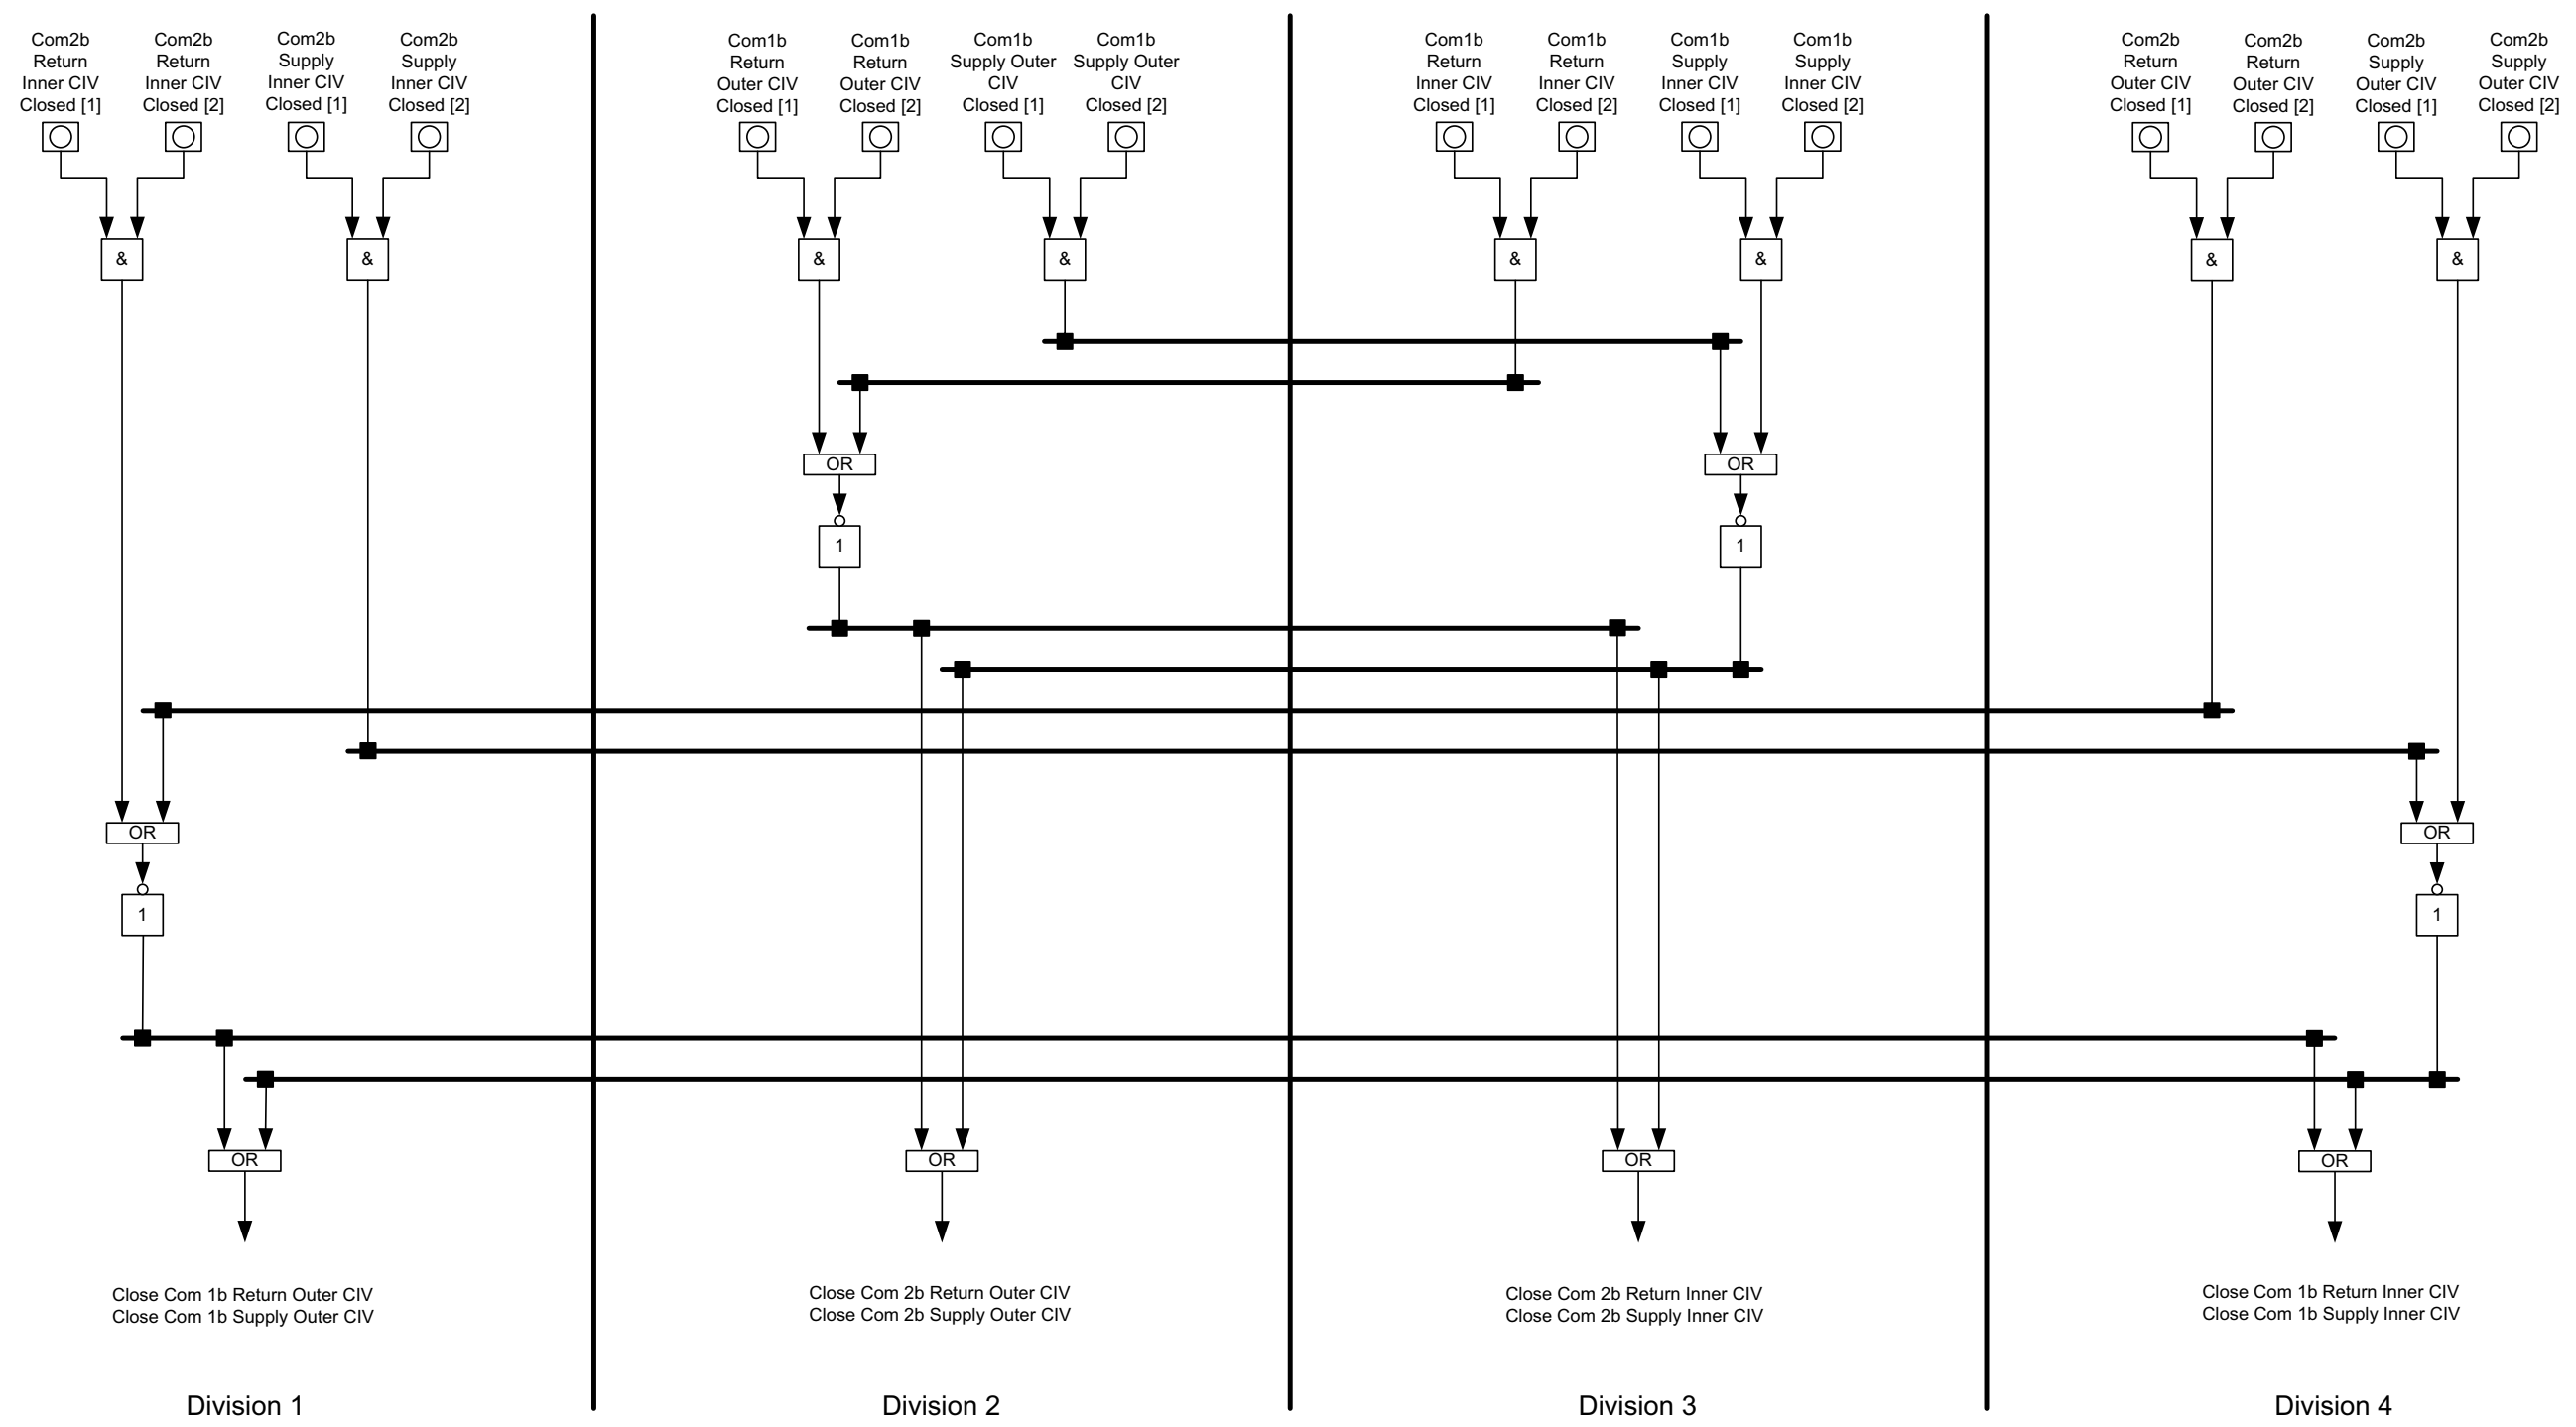 Com2b
Return
Inner CIV
Closed [1]
Com2b
Return
Inner CIV
Closed [2]
Com2b
Supply
Inner CIV
Closed [1]
Com2b
Supply
Inner CIV
Closed [2]
Com1b
Return
Outer CIV
Closed [1]
Com1b
Return
Outer CIV
Closed [2]
Com1b
Supply Outer
CIV
Closed [1]
Com1b
Supply Outer
CIV
Closed [2]
Com1b
Return
Inner CIV
Closed [1]
Com1b
Return
Inner CIV
Closed [2]
Com1b
Supply
Inner CIV
Closed [1]
Com1b
Supply
Inner CIV
Closed [2]
Com2b
Return
Outer CIV
Closed [1]
Com2b
Return
Outer CIV
Closed [2]
Com2b
Supply
Outer CIV
Closed [1]
Com2b
Supply
Outer CIV
Closed [2]
&
&
&
&
&
&
&
&
OR
OR
1
1
OR
OR
1
1
OR
OR
OR
OR
Close Com 1b Return Outer CIV
Close Com 1b Supply Outer CIV
Close Com 2b Return Outer CIV
Close Com 2b Supply Outer CIV
Close Com 2b Return Inner CIV
Close Com 2b Supply Inner CIV
Close Com 1b Return Inner CIV
Close Com 1b Supply Inner CIV
Division 1
Division 2
Division 3
Division 4